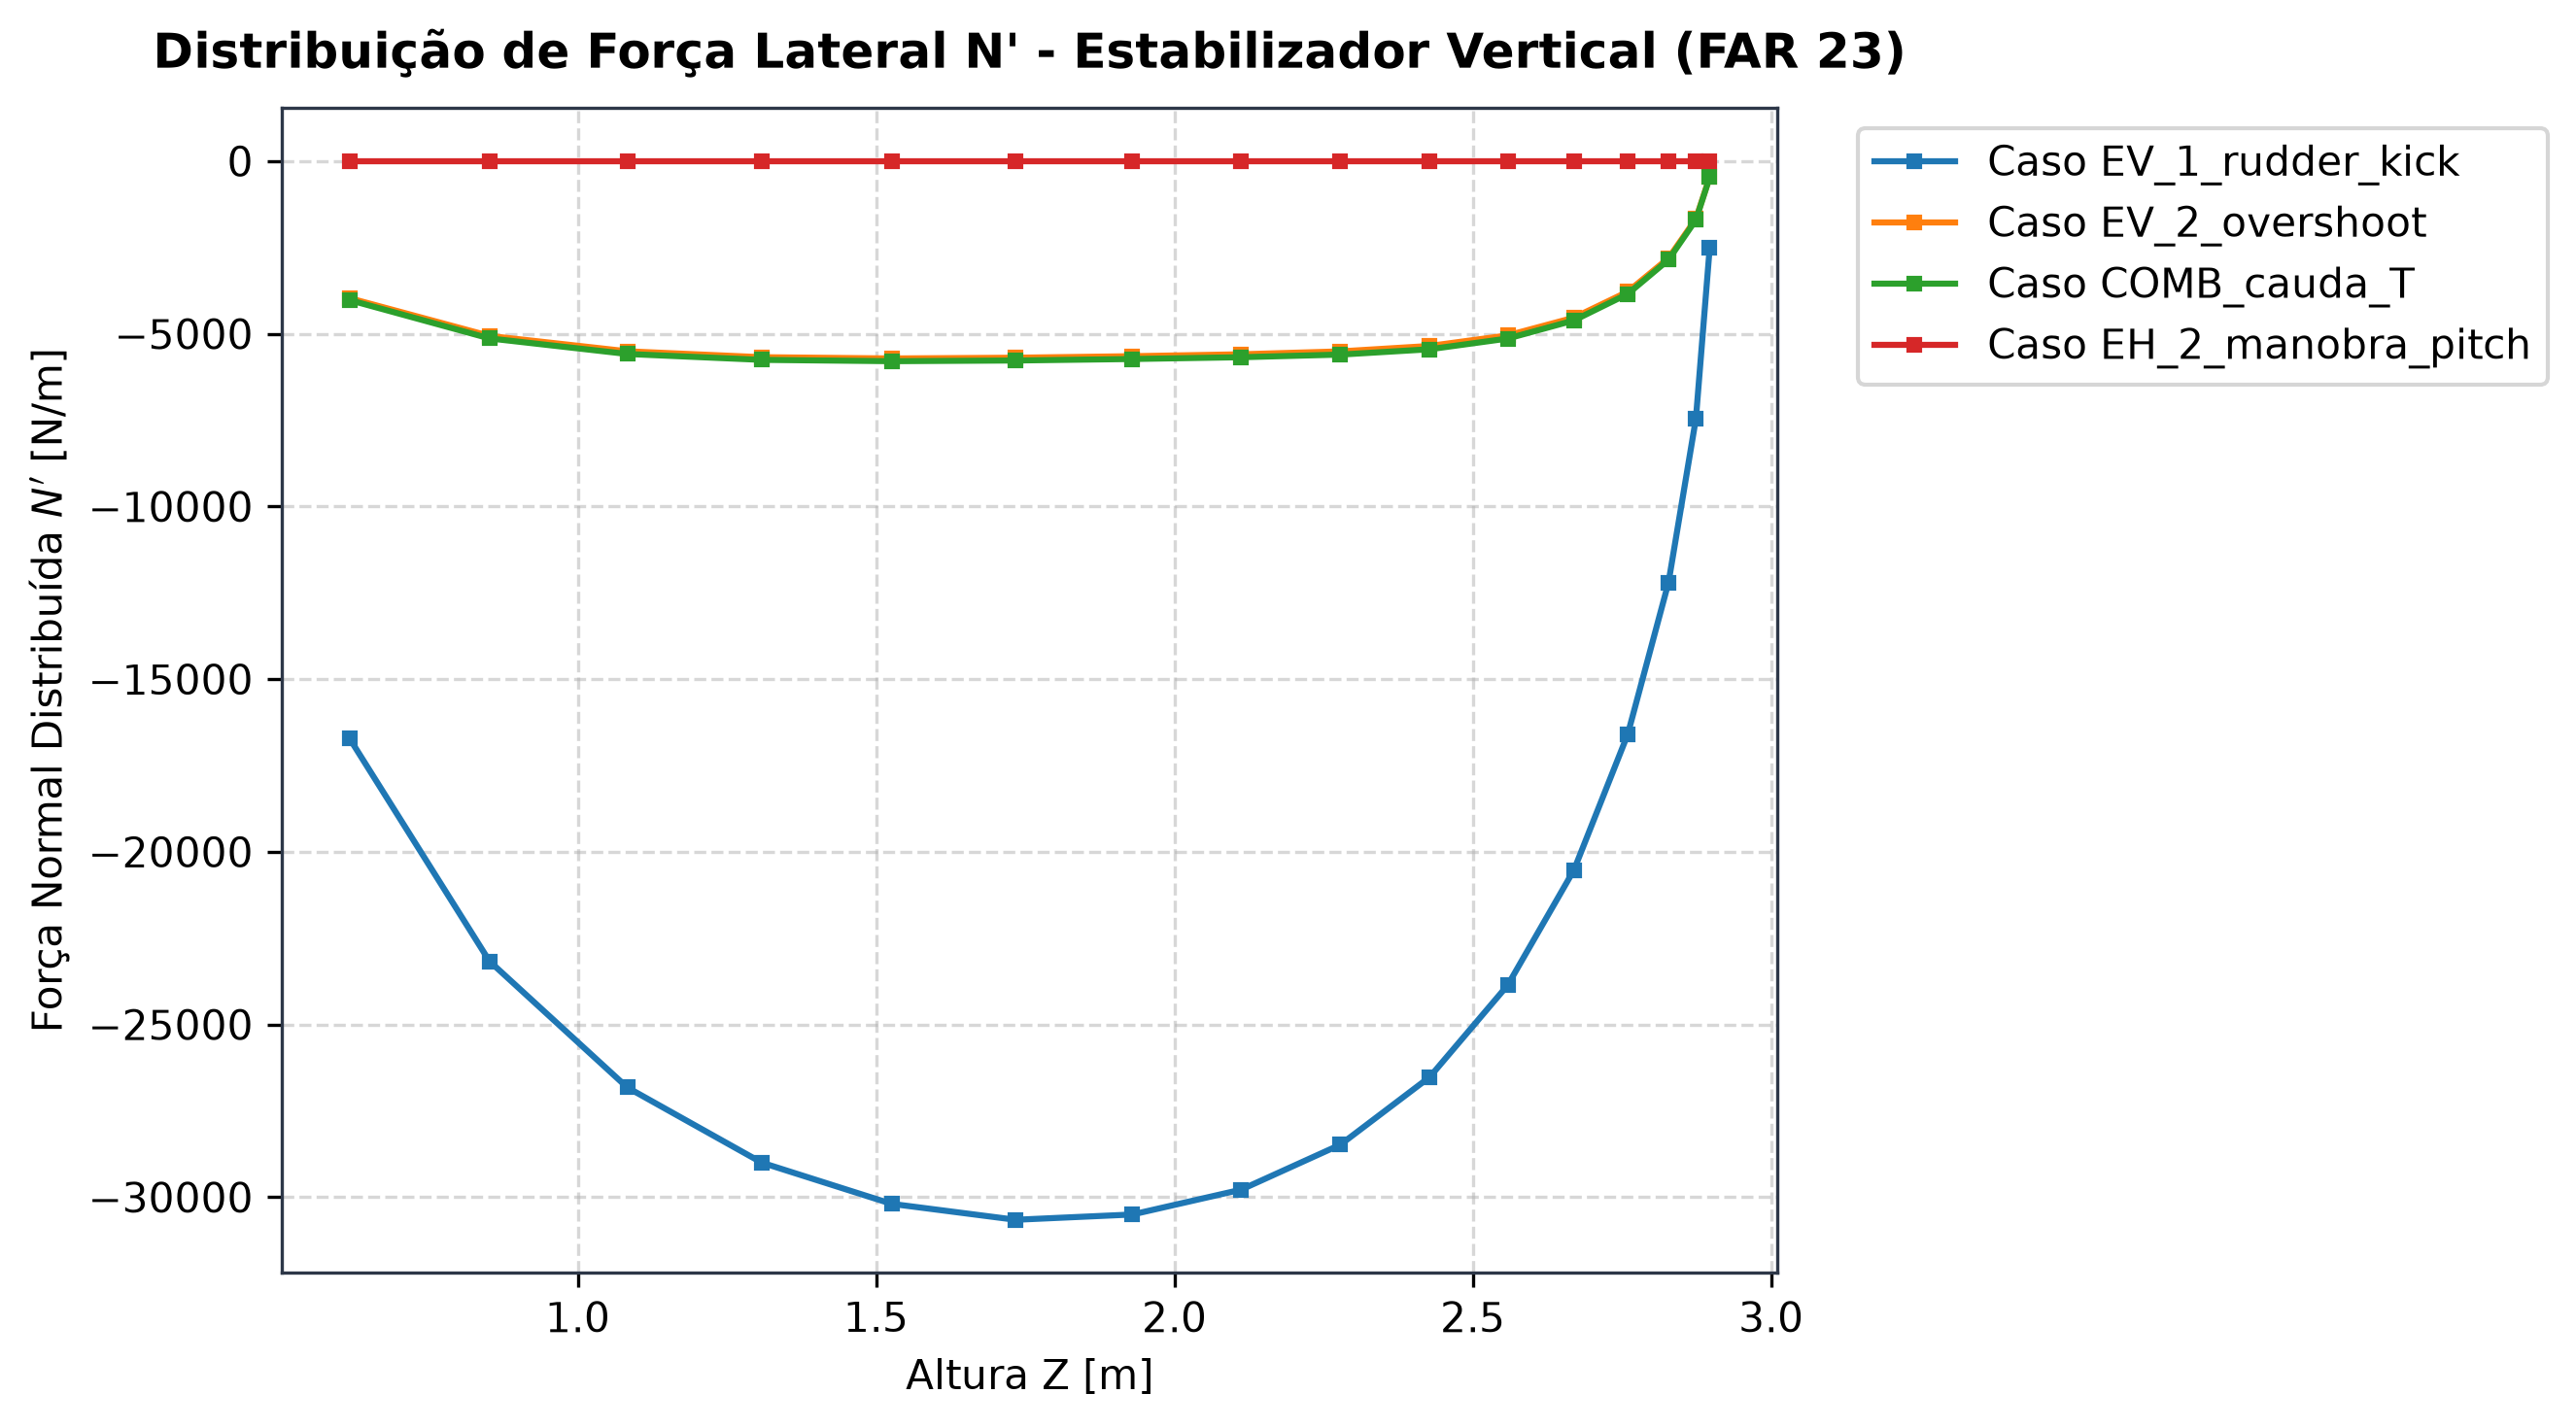 Distribuição de Força Lateral N' - Estabilizador Vertical (FAR 23)
Força Normal Distribuída N′ [N/m]
0
−5000
−10000
−15000
−20000
−25000
−30000
1.0
1.5
2.0
2.5
3.0
Altura Z [m]
Caso EV_1_rudder_kick
Caso EV_2_overshoot
Caso COMB_cauda_T
Caso EH_2_manobra_pitch